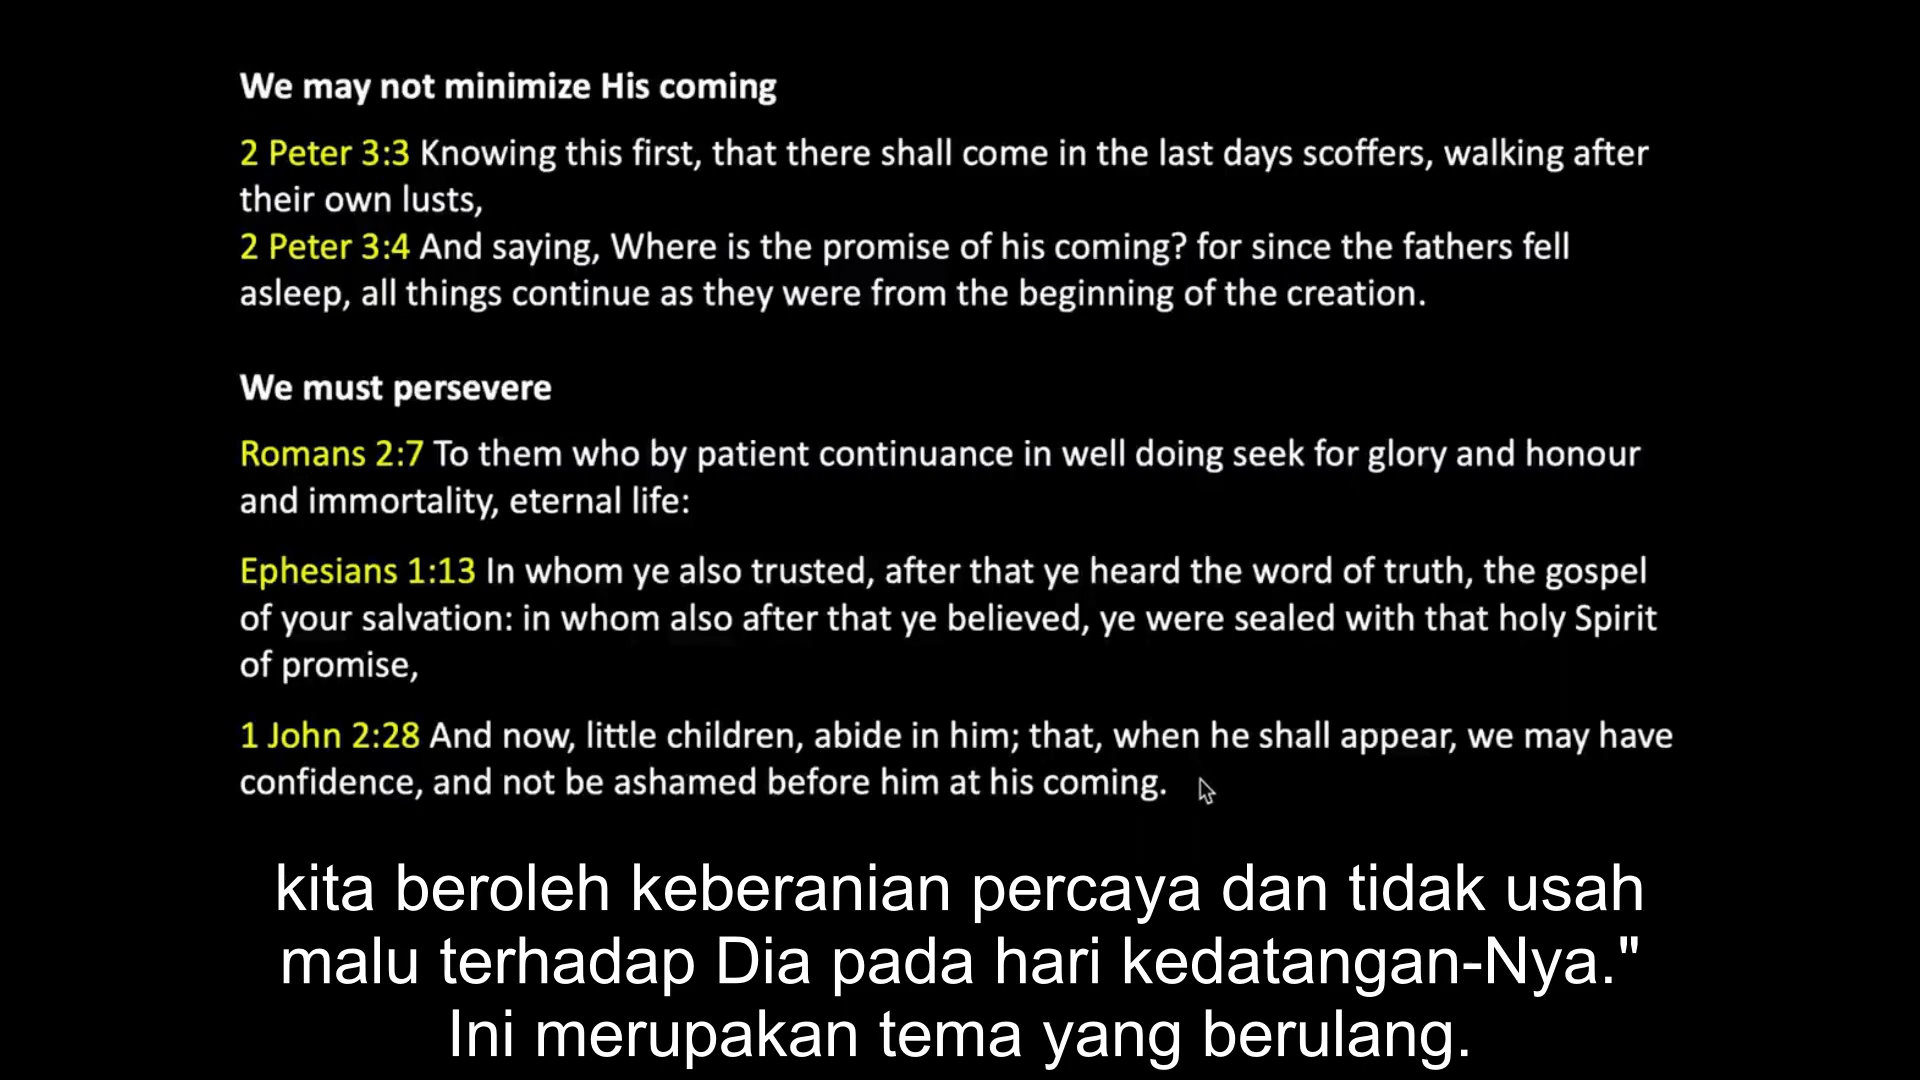 We may not minimize His coming
2 Peter 3:3 Knowing this first, that there shall come in the last days scoffers, walking after
their own lusts,
2 Peter 3:4 And saying, Where is the promise of his coming? for since the fathers fell
asleep, all things continue as they were from the beginning of the creation.
We must persevere
Romans 2:7 To them who by patient continuance in well doing seek for glory and honour
and immortality, eternal life:
Ephesians 1:13 In whom ye also trusted, after that ye heard the word of truth, the gospel
of your salvation: in whom also after that ye believed, ye were sealed with that holy Spirit
of promise,
1 John 2:28 And now, little children, abide in him; that, when he shall appear, we may have
confidence, and not be ashamed before him at his coming.
kita beroleh keberanian percaya dan tidak usah
malu terhadap Dia pada hari kedatangan-Nya."
Ini merupakan tema yang berulang.